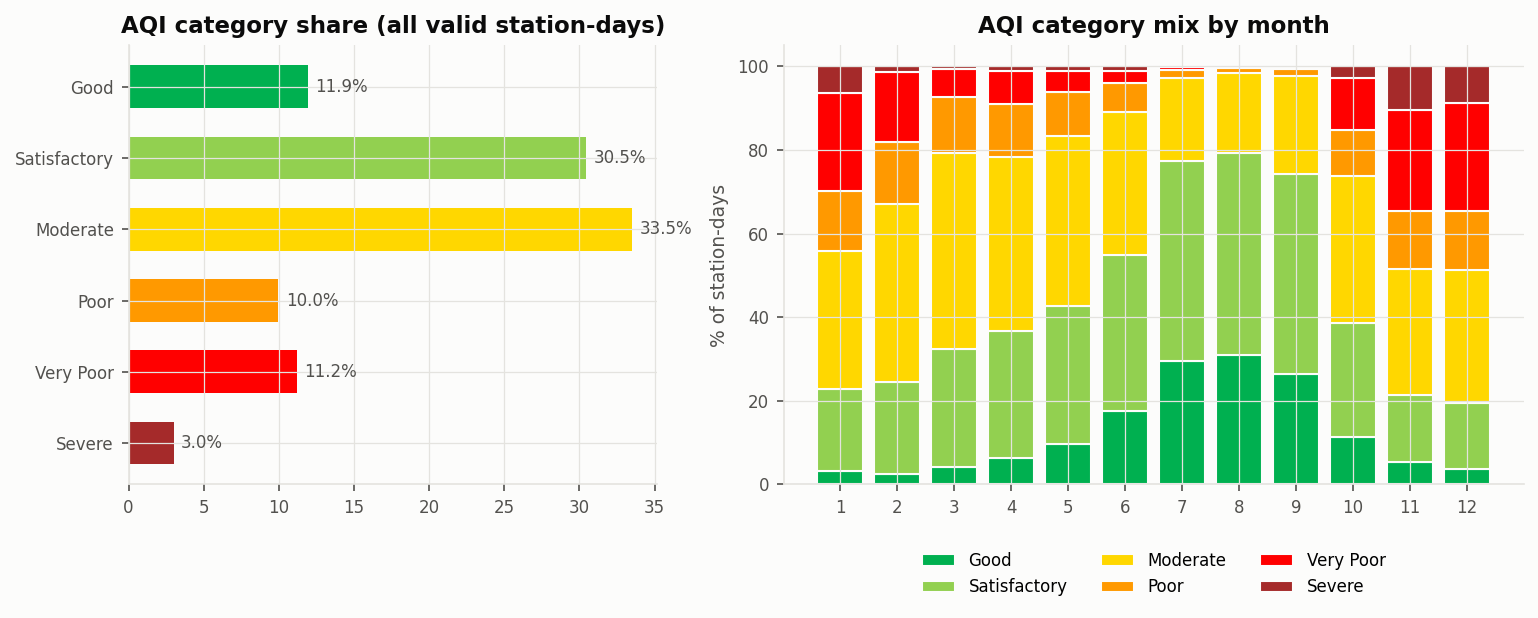 AQI category share (all valid station-days)
Good
11.9%
Satisfactory
30.5%
Moderate
33.5%
Poor
10.0%
Very Poor
11.2%
Severe
3.0%
0 5 10 15 20 25 30 35
AQI category mix by month
% of station-days
100
80
60
40
20
0
1 2 3 4 5 6 7 8 9 10 11 12
Good Moderate Very Poor
Satisfactory Poor Severe